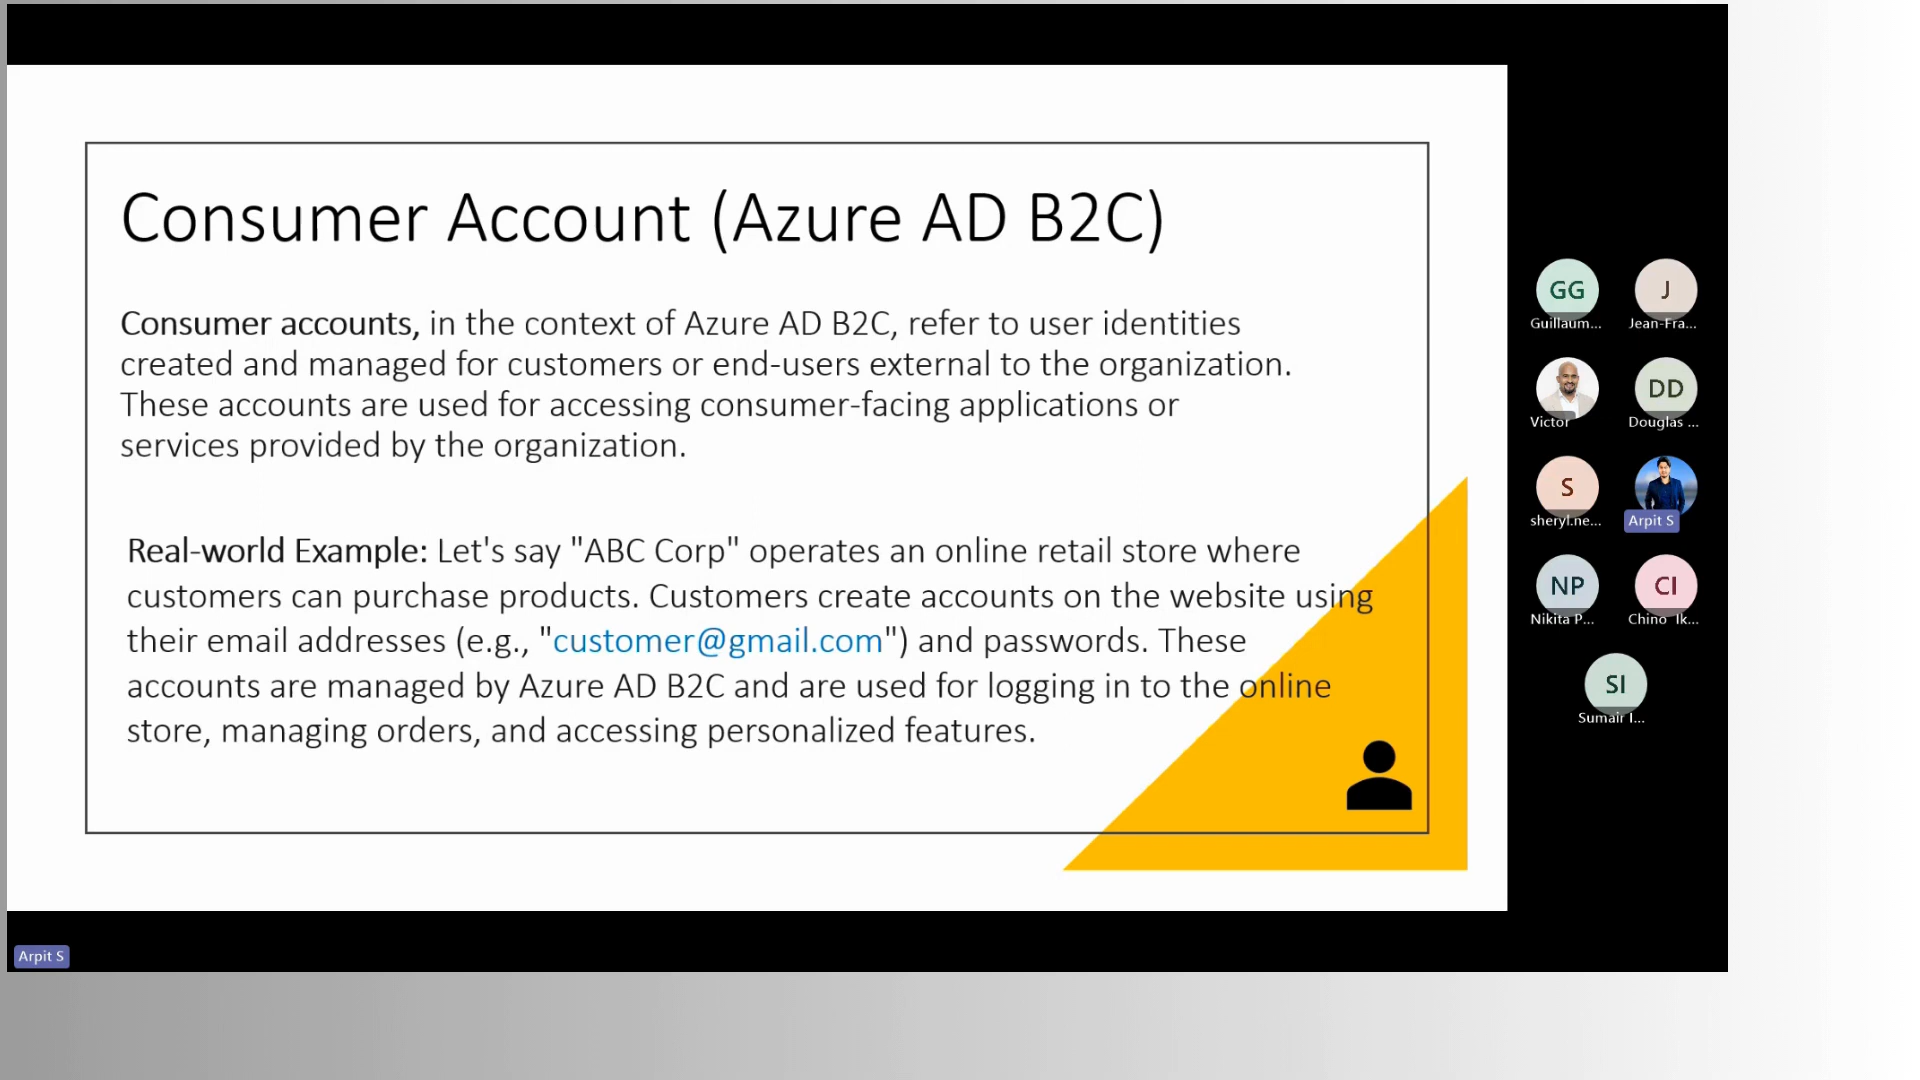 Consumer Account (Azure AD B2C)
Consumer accounts, in the context of Azure AD B2C, refer to user identities
created and managed for customers or end-users external to the organization.
These accounts are used for accessing consumer-facing applications or
services provided by the organization.
Real-world Example: Let's say "ABC Corp" operates an online retail store where
customers can purchase products. Customers create accounts on the website using
their email addresses (e.g., "customer@gmail.com") and passwords. These
accounts are managed by Azure AD B2C and are used for logging in to the online
store, managing orders, and accessing personalized features.
GG
Guillaum...
J
Jean-Fra...
Victor
DD
Douglas ...
S
sheryl.ne...
Arpit S
NP
Nikita P...
CI
Chino Ik...
SI
Sumair I...
Arpit S